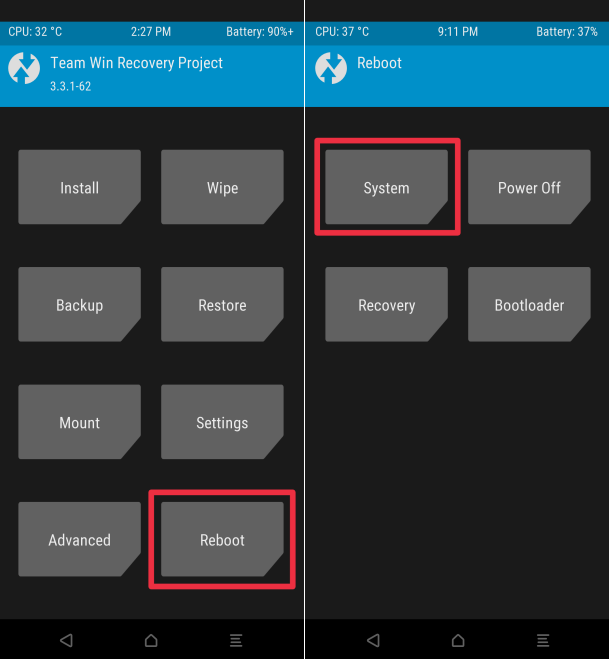 CPU: 32 °C 2:27 PM Battery: 90%+
Team Win Recovery Project
3.3.1-62
Install Wipe
Backup Restore
Mount Settings
Advanced Reboot
CPU: 37 °C 9:11 PM Battery: 37%
Reboot
System Power Off
Recovery Bootloader